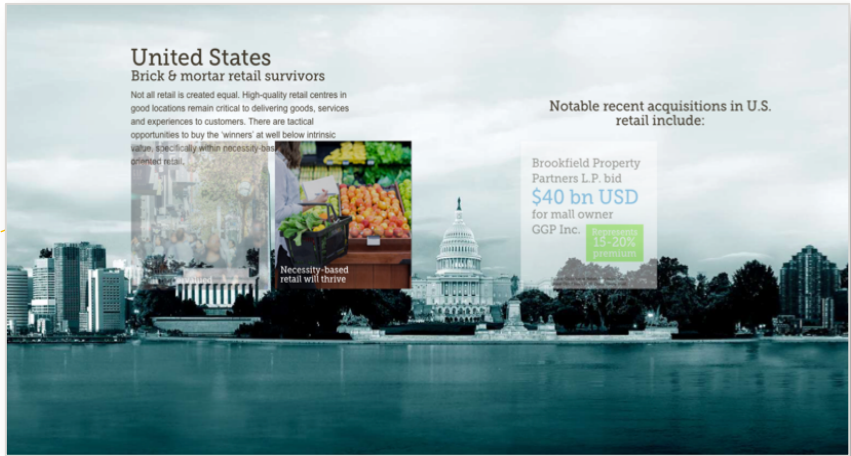 United States
Brick & mortar retail survivors
Not all retail is created equal. High-quality retail centres in
good locations remain critical to delivering goods, services
and experiences to customers. There are tactical
opportunities to buy the 'winners' at well below intrinsic
value, specifically within necessity-bas
oriented retail.
Necessity-based
retail will thrive
Notable recent acquisitions in U.S.
retail include:
Brookfield Property
Partners L.P. bid
$40 bn USD
for mall owner
GGP Inc.
Represents
15-20%
premium